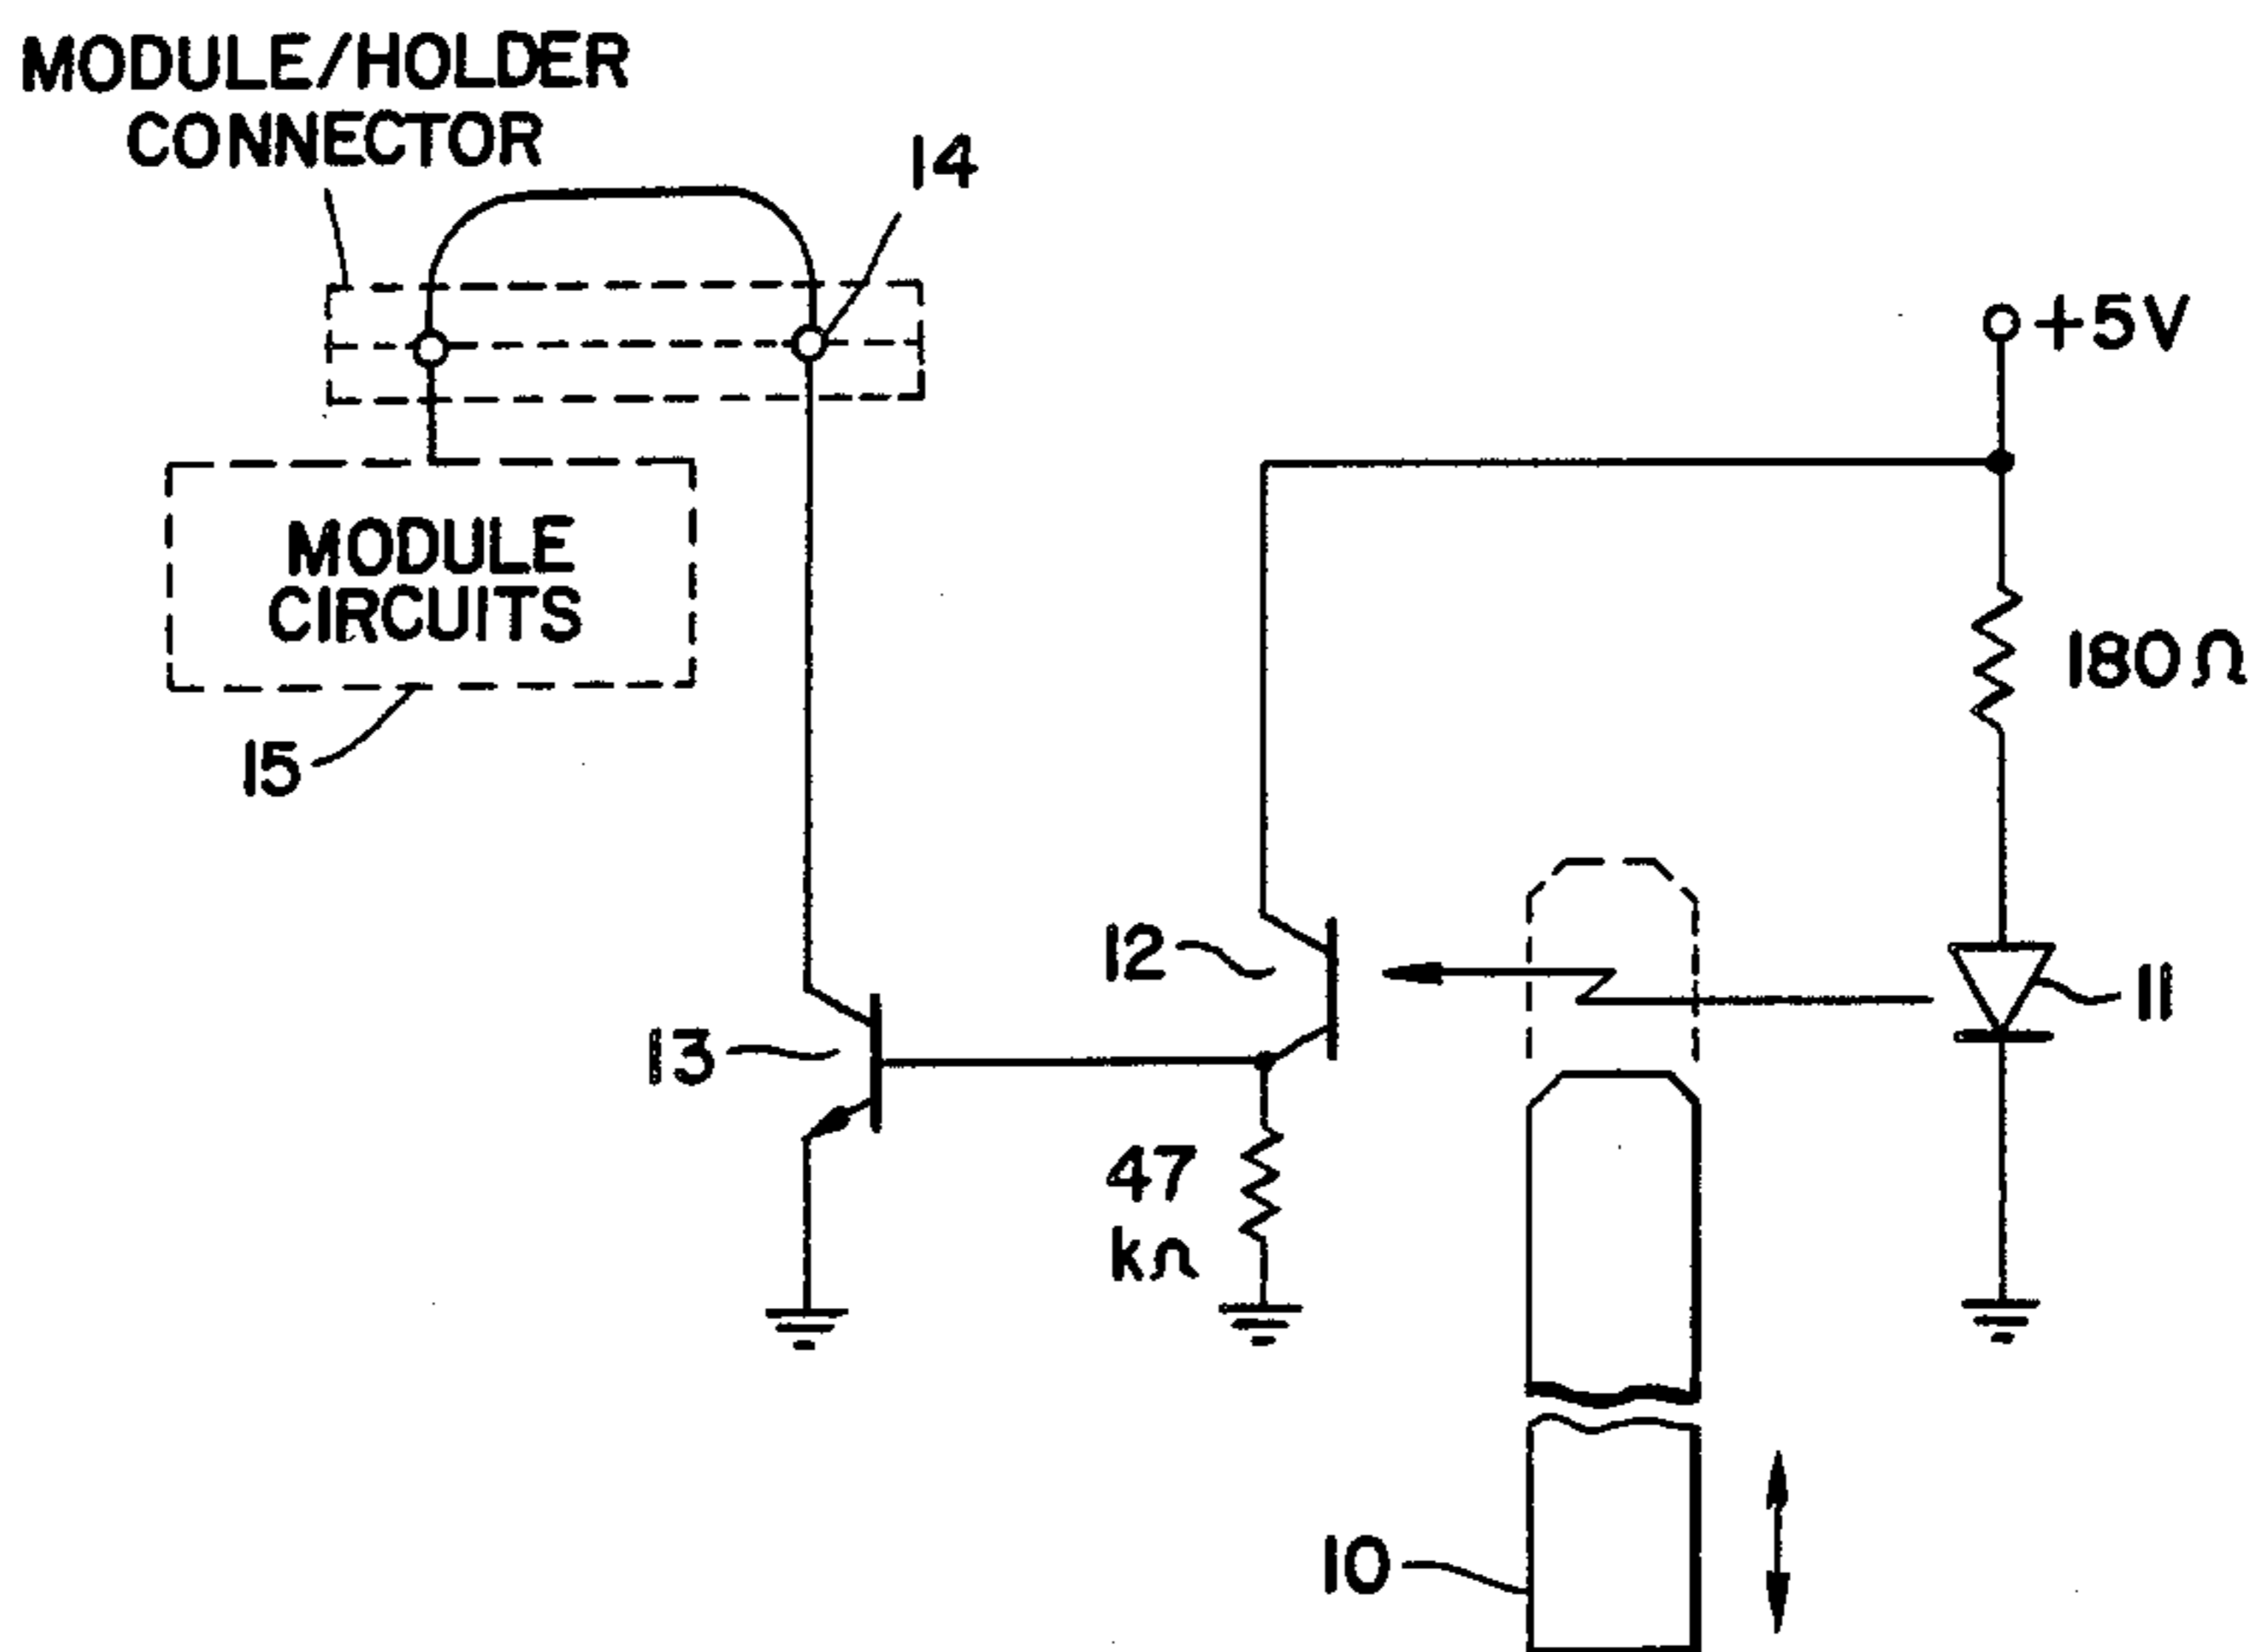 MODULE/HOLDER
CONNECTOR
14
+5V
MODULE
CIRCUITS
180Ω
15
12
11
13
47
kΩ
10